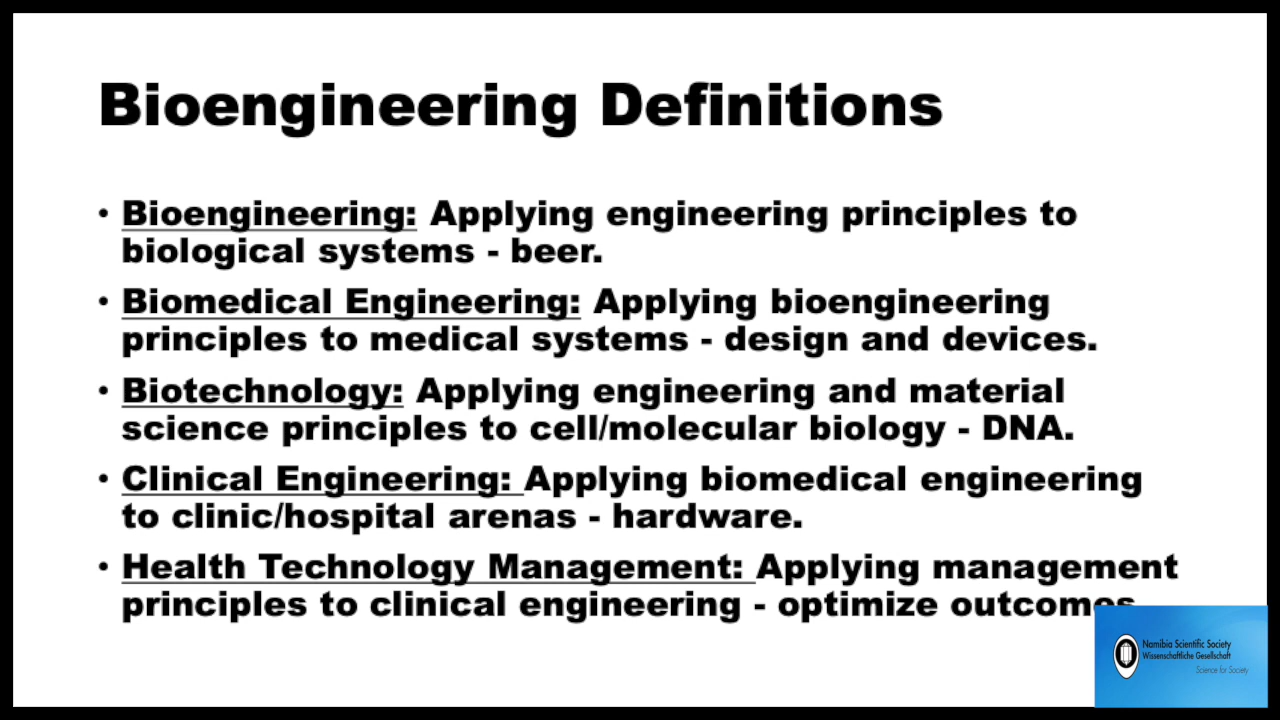 Bioengineering Definitions
• Bioengineering: Applying engineering principles to
biological systems - beer.
• Biomedical Engineering: Applying bioengineering
principles to medical systems - design and devices.
• Biotechnology: Applying engineering and material
science principles to cell/molecular biology - DNA.
• Clinical Engineering: Applying biomedical engineering
to clinic/hospital arenas - hardware.
• Health Technology Management: Applying management
principles to clinical engineering - optimize outcomes
Namibia Scientific Society
Wissenschaftliche Gesellschaft
Science for Society